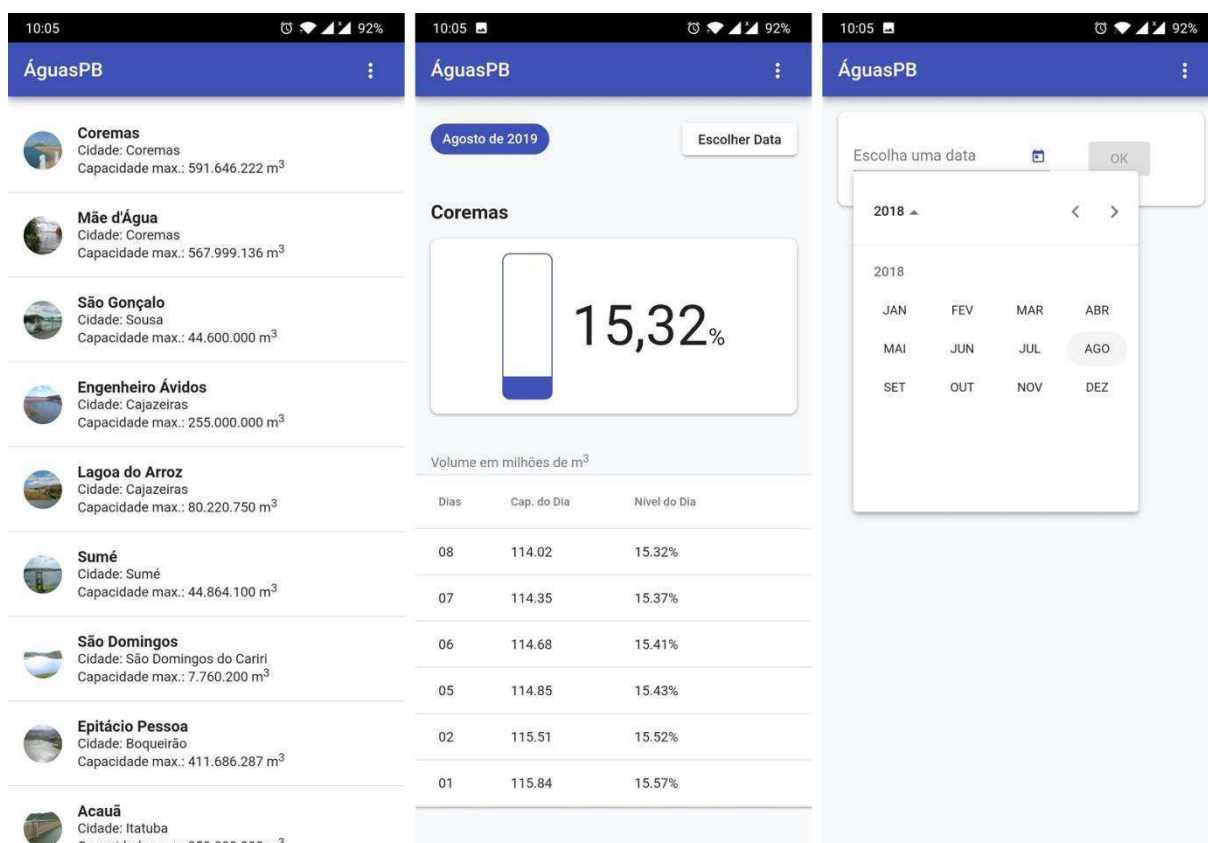 10:05
92%
ÁguasPB
Coremas
Cidade: Coremas
Capacidade max.: 591.646.222 m³
Mãe d'Água
Cidade: Coremas
Capacidade max.: 567.999.136 m³
São Gonçalo
Cidade: Sousa
Capacidade max.: 44.600.000 m³
Engenheiro Ávidos
Cidade: Cajazeiras
Capacidade max.: 255.000.000 m³
Lagoa do Arroz
Cidade: Cajazeiras
Capacidade max.: 80.220.750 m³
Sumé
Cidade: Sumé
Capacidade max.: 44.864.100 m³
São Domingos
Cidade: São Domingos do Cariri
Capacidade max.: 7.760.200 m³
Epitácio Pessoa
Cidade: Boqueirão
Capacidade max.: 411.686.287 m³
Acauã
Cidade: Itatuba
10:05
92%
ÁguasPB
Agosto de 2019
Escolher Data
Coremas
15,32%
Volume em milhões de m³
Dias Cap. do Dia Nível do Dia
08 114.02 15.32%
07 114.35 15.37%
06 114.68 15.41%
05 114.85 15.43%
02 115.51 15.52%
01 115.84 15.57%
10:05
92%
ÁguasPB
Escolha uma data
OK
2018
2018
JAN FEV MAR ABR
MAI JUN JUL AGO
SET OUT NOV DEZ